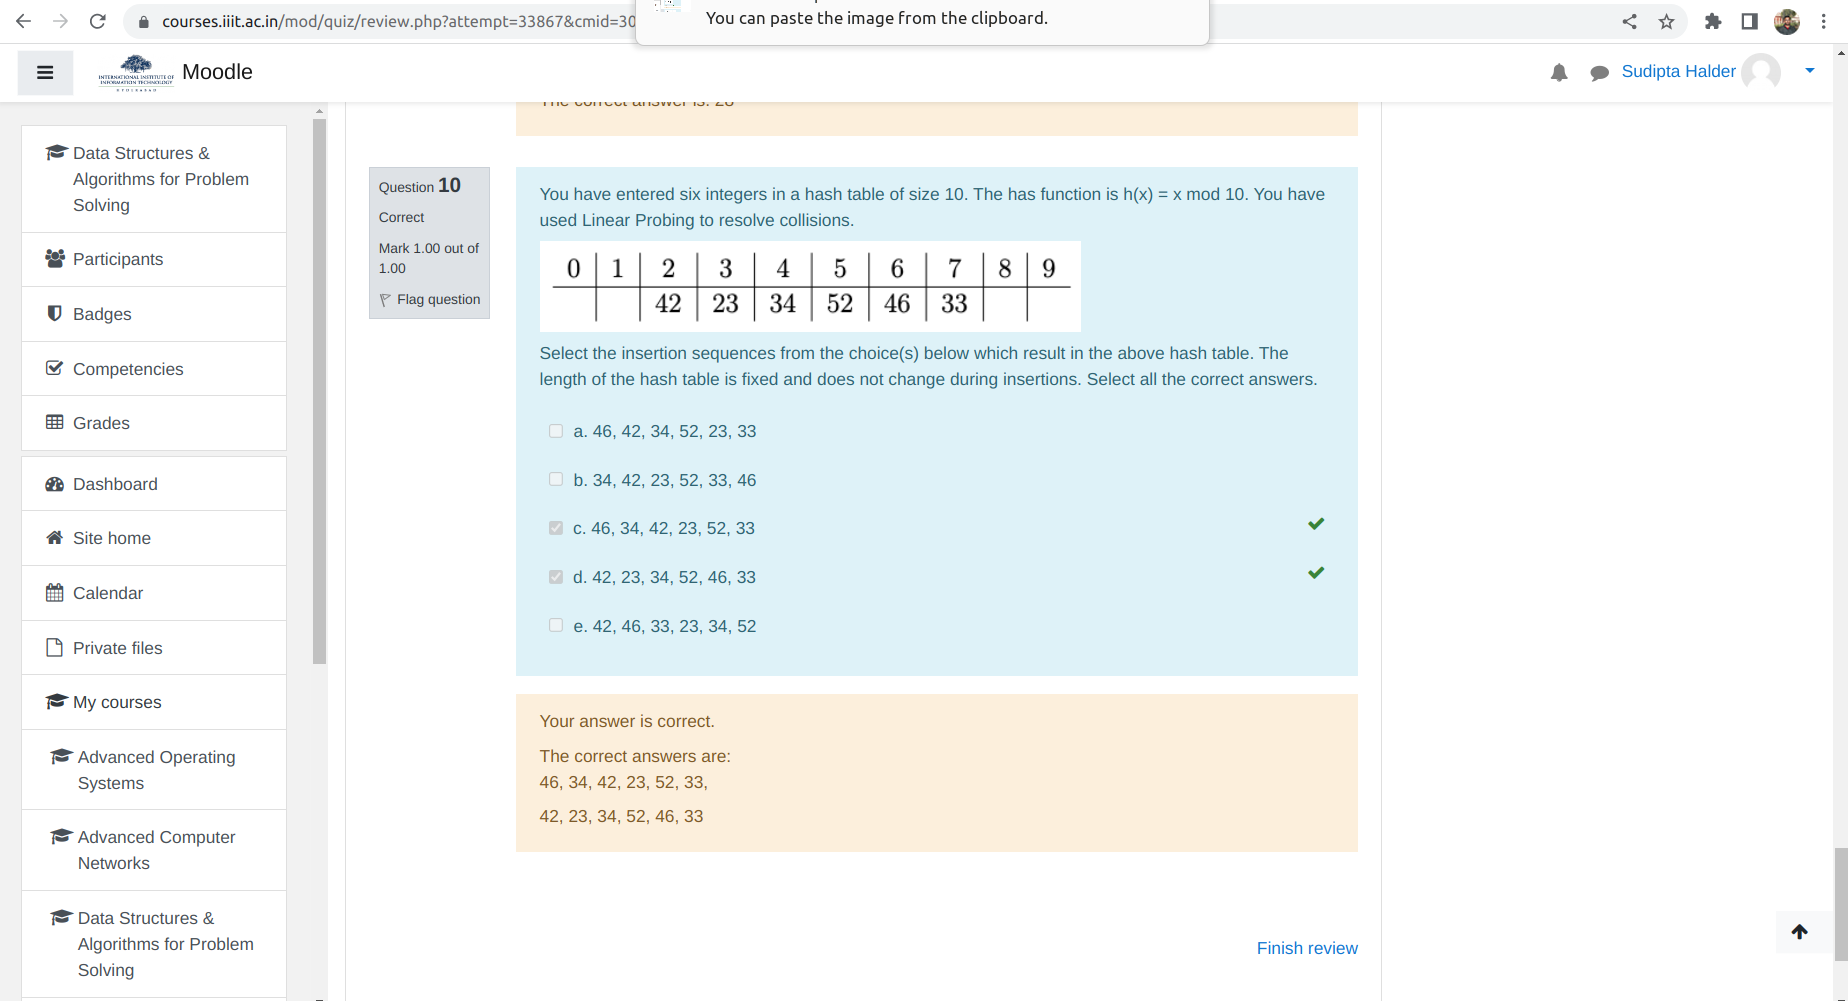 You can paste the image from the clipboard.
courses.iiit.ac.in/mod/quiz/review.php?attempt=33867&cmid=30
INTERNATIONAL INSTITUTE OF
INFORMATION TECHNOLOGY
HYDERABAD
Moodle
Sudipta Halder
The correct answer is: 28
Data Structures &
Algorithms for Problem
Solving
Participants
Badges
Competencies
Grades
Dashboard
Site home
Calendar
Private files
My courses
Advanced Operating
Systems
Advanced Computer
Networks
Data Structures &
Algorithms for Problem
Solving
Question 10
Correct
Mark 1.00 out of
1.00
Flag question
You have entered six integers in a hash table of size 10. The has function is h(x) = x mod 10. You have
used Linear Probing to resolve collisions.
0 1 2 3 4 5 6 7 8 9
42 23 34 52 46 33
Select the insertion sequences from the choice(s) below which result in the above hash table. The
length of the hash table is fixed and does not change during insertions. Select all the correct answers.
a. 46, 42, 34, 52, 23, 33
b. 34, 42, 23, 52, 33, 46
c. 46, 34, 42, 23, 52, 33
d. 42, 23, 34, 52, 46, 33
e. 42, 46, 33, 23, 34, 52
Your answer is correct.
The correct answers are:
46, 34, 42, 23, 52, 33,
42, 23, 34, 52, 46, 33
Finish review